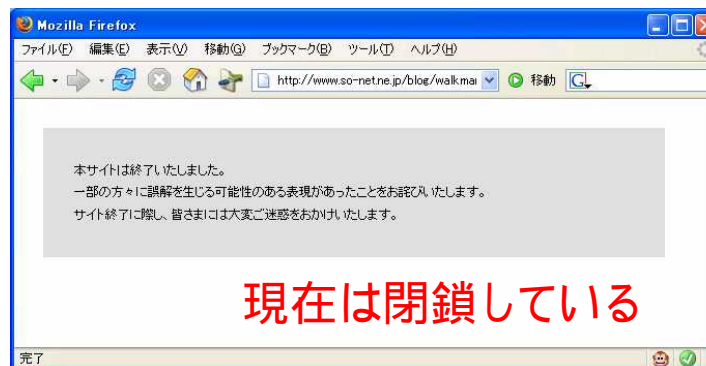 Mozilla Firefox
ファイル(F) 編集(E) 表示(V) 移動(G) ブックマーク(B) ツール(T) ヘルプ(H)
http://www.so-net.ne.jp/blog/walkmai 移動 G
本サイトは終了いたしました。
一部の方々に誤解を生じる可能性のある表現があったことをお詫びいたします。
サイト終了に際し、皆さまには大変ご迷惑をおかけいたします。
現在は閉鎖している
完了